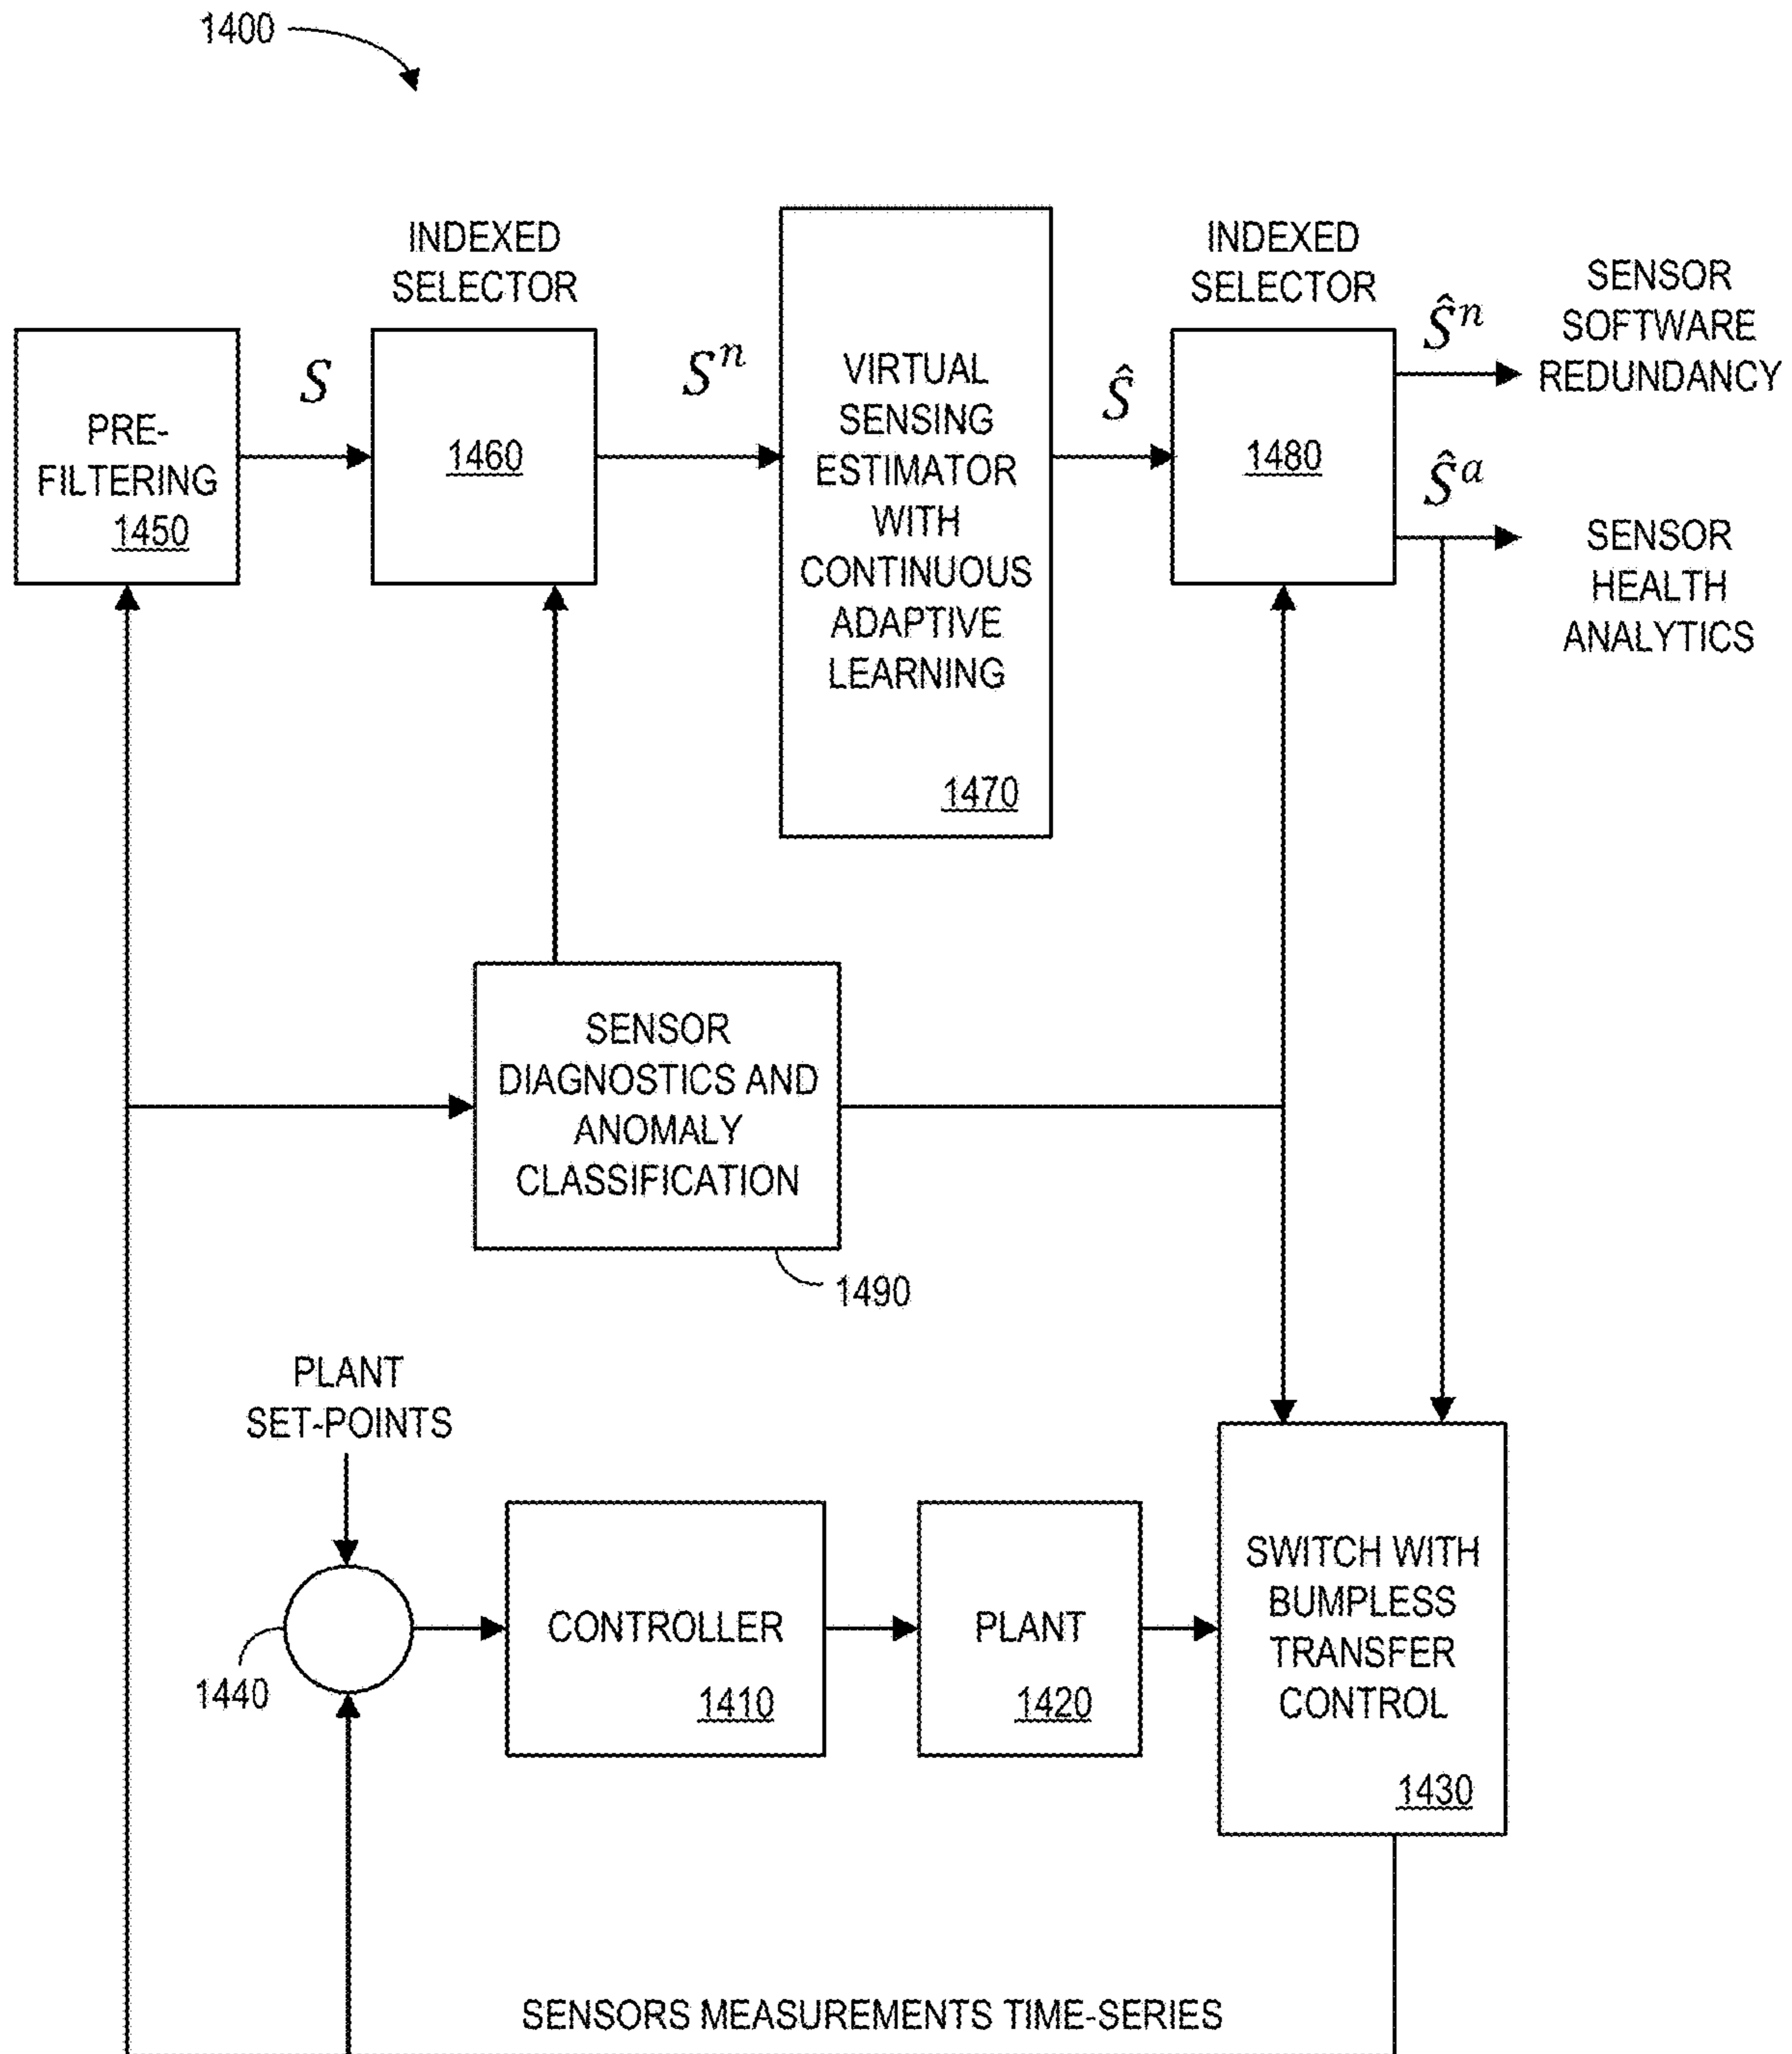 1400
INDEXED
SELECTOR
INDEXED
SELECTOR
SENSOR
SOFTWARE
REDUNDANCY
PRE-
FILTERING
1450
S
1460
Sⁿ
VIRTUAL
SENSING
ESTIMATOR
WITH
CONTINUOUS
ADAPTIVE
LEARNING
1470
Ŝ
1480
Ŝⁿ
Ŝᵃ
SENSOR
HEALTH
ANALYTICS
SENSOR
DIAGNOSTICS AND
ANOMALY
CLASSIFICATION
1490
PLANT
SET-POINTS
1440
CONTROLLER
1410
PLANT
1420
SWITCH WITH
BUMPLESS
TRANSFER
CONTROL
1430
SENSORS MEASUREMENTS TIME-SERIES